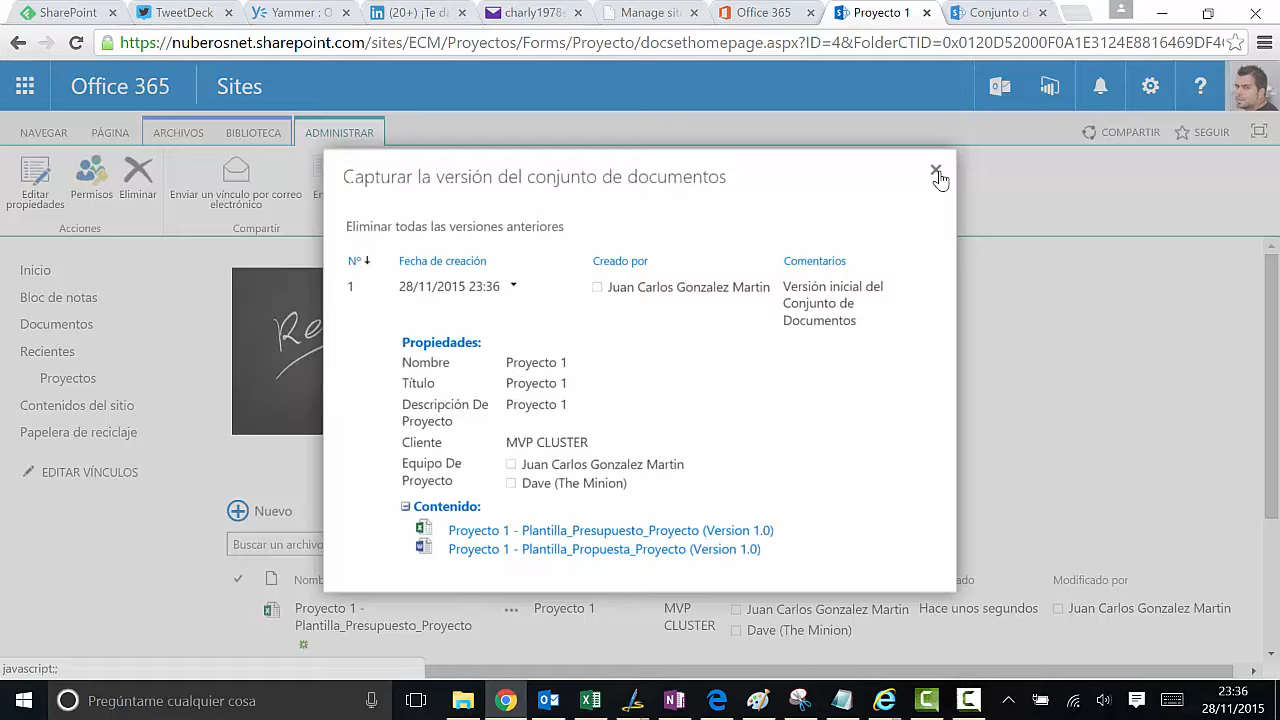 SharePoint
TweetDeck
Yammer :
(20+) ¡Te d
charly1978
Manage sit
Office 365
Proyecto 1
Conjunto d
https://nuberosnet.sharepoint.com/sites/ECM/Proyectos/Forms/Proyecto/docsethomepage.aspx?ID=4&FolderCTID=0x0120D52000F0A1E3124E8816469DF4
Office 365 Sites ?
NAVEGAR PÁGINA ARCHIVOS BIBLIOTECA ADMINISTRAR COMPARTIR SEGUIR
Editar
propiedades
Permisos
Eliminar
Acciones
Enviar un vínculo por correo
electrónico
Compartir
Capturar la versión del conjunto de documentos
Eliminar todas las versiones anteriores
Nº Fecha de creación Creado por Comentarios
1 28/11/2015 23:36 Juan Carlos Gonzalez Martin Versión inicial del
Conjunto de
Documentos
Propiedades:
Nombre Proyecto 1
Título Proyecto 1
Descripción De
Proyecto
Proyecto 1
Cliente MVP CLUSTER
Equipo De
Proyecto
Juan Carlos Gonzalez Martin
Dave (The Minion)
Contenido:
Proyecto 1 - Plantilla_Presupuesto_Proyecto (Version 1.0)
Proyecto 1 - Plantilla_Propuesta_Proyecto (Version 1.0)
Inicio
Bloc de notas
Documentos
Recientes
Proyectos
Contenidos del sitio
Papelera de reciclaje
EDITAR VÍNCULOS
Re
Nuevo
Buscar un archivo
Nomb
ado
Modificado por
Proyecto 1 -
Plantilla_Presupuesto_Proyecto
Proyecto 1
MVP
CLUSTER
Juan Carlos Gonzalez Martin
Dave (The Minion)
Hace unos segundos
Juan Carlos Gonzalez Martin
javascript:;
Pregúntame cualquier cosa
23:36
28/11/2015